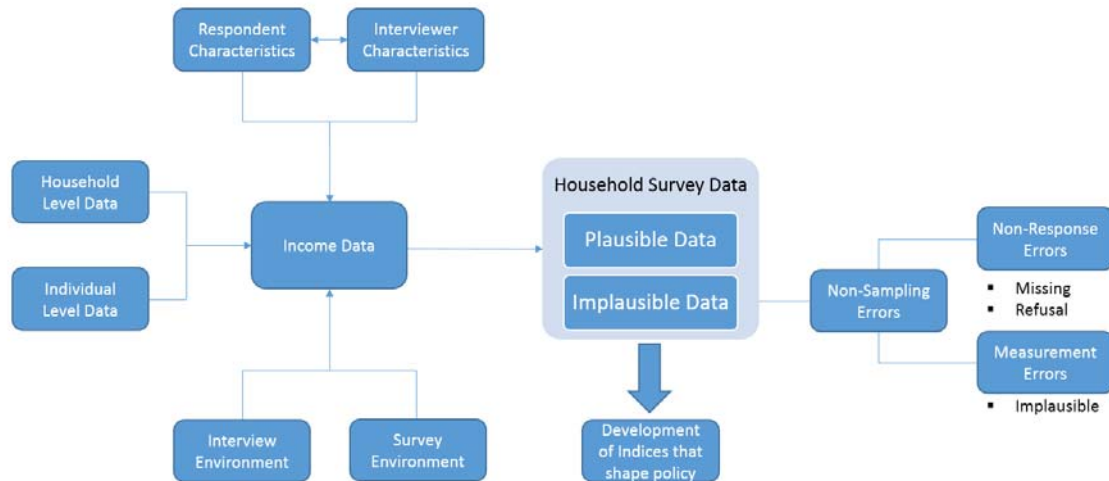 Respondent
Characteristics
Interviewer
Characteristics
Household
Level Data
Individual
Level Data
Income Data
Household Survey Data
Plausible Data
Implausible Data
Non-Sampling
Errors
Non-Response
Errors
▪ Missing
▪ Refusal
Measurement
Errors
▪ Implausible
Interview
Environment
Survey
Environment
Development
of Indices that
shape policy